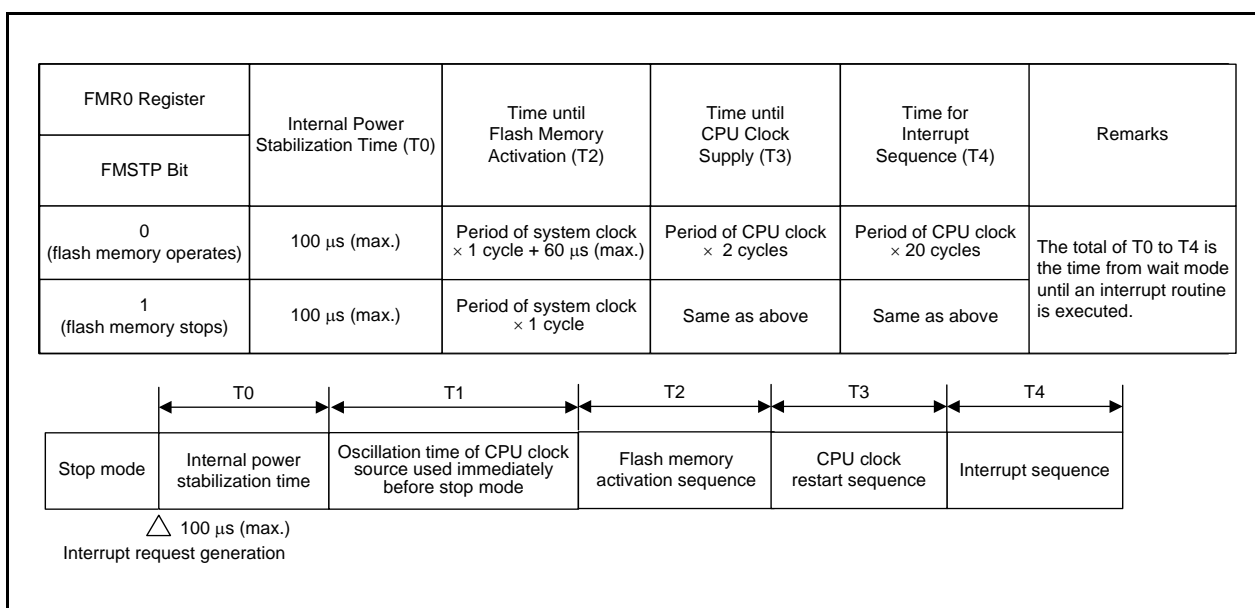 FMR0 Register
FMSTP Bit
Internal Power
Stabilization Time (T0)
Time until
Flash Memory
Activation (T2)
Time until
CPU Clock
Supply (T3)
Time for
Interrupt
Sequence (T4)
Remarks
0
(flash memory operates)
100 μs (max.)
Period of system clock
× 1 cycle + 60 μs (max.)
Period of CPU clock
× 2 cycles
Period of CPU clock
× 20 cycles
The total of T0 to T4 is
the time from wait mode
until an interrupt routine
is executed.
1
(flash memory stops)
100 μs (max.)
Period of system clock
× 1 cycle
Same as above
Same as above
T0
T1
T2
T3
T4
Stop mode
Internal power
stabilization time
Oscillation time of CPU clock
source used immediately
before stop mode
Flash memory
activation sequence
CPU clock
restart sequence
Interrupt sequence
100 μs (max.)
Interrupt request generation